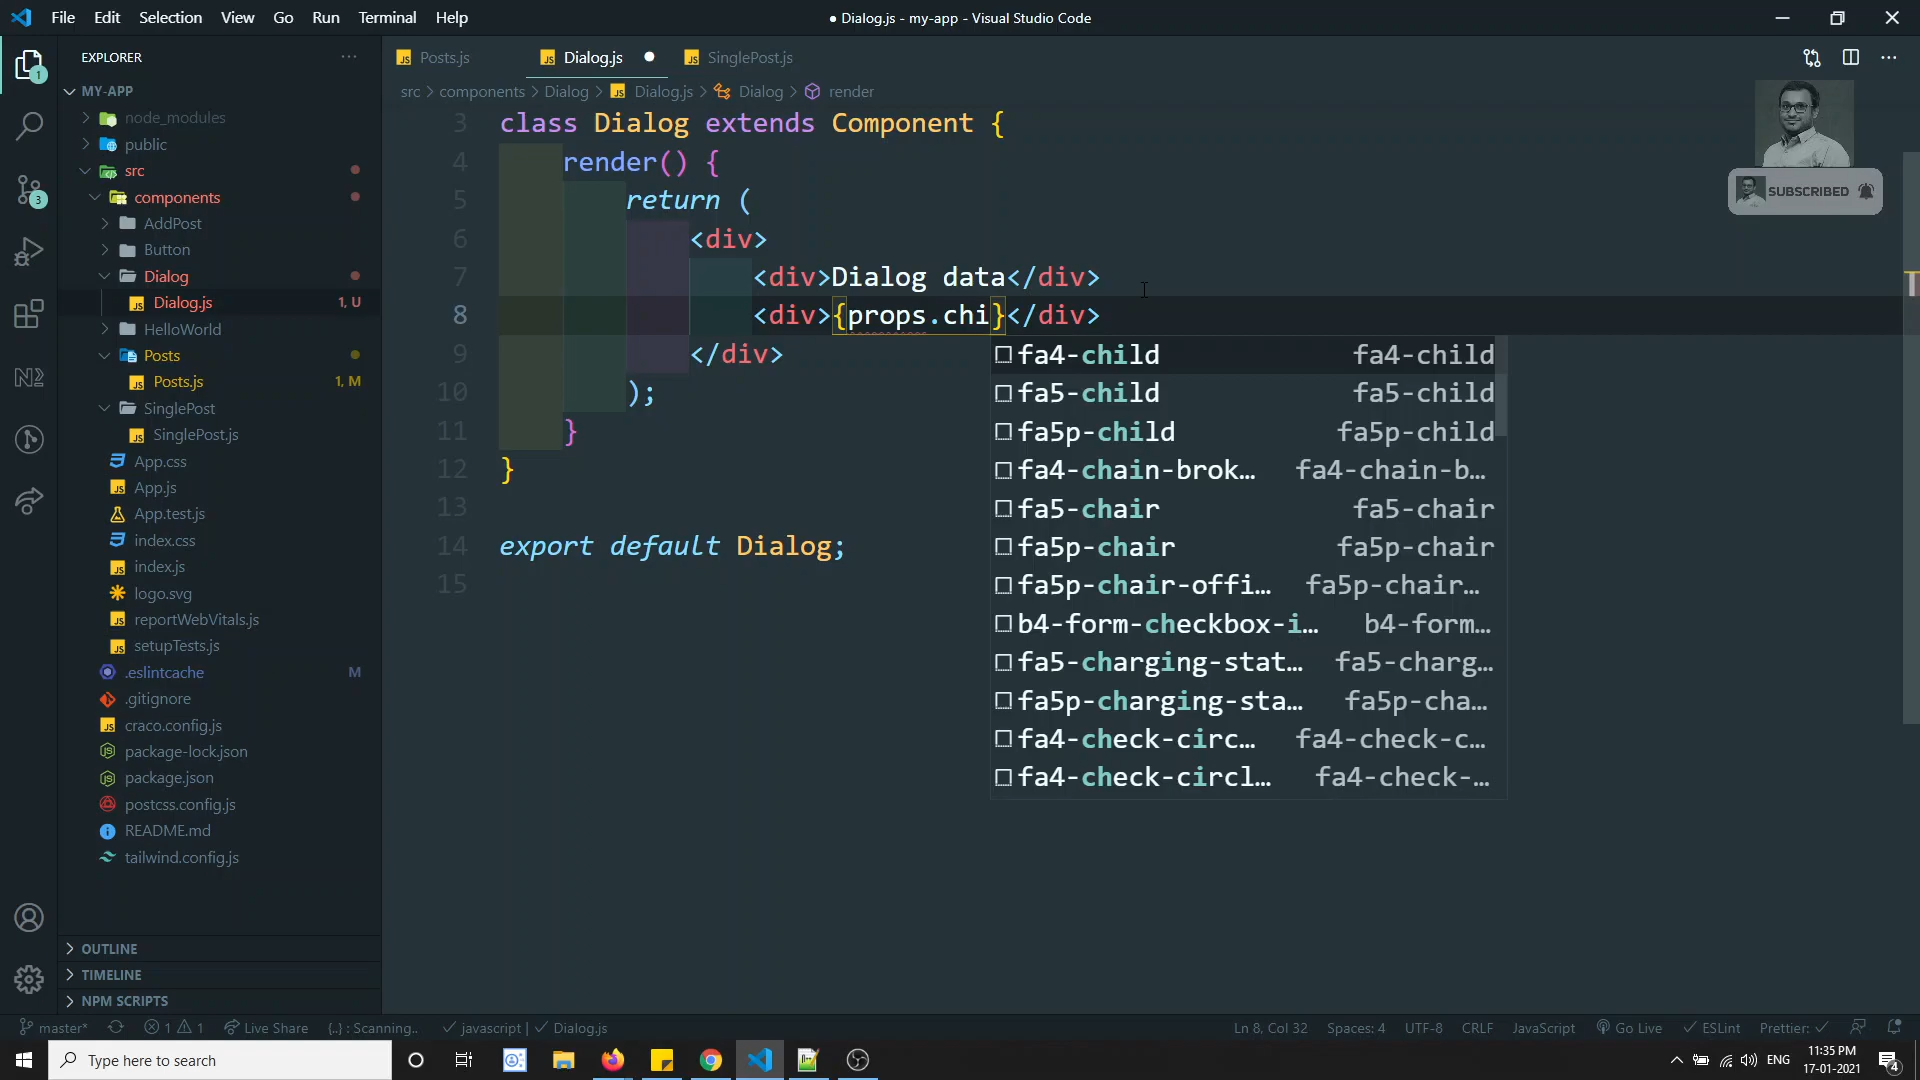 File Edit Selection View Go Run Terminal Help
● Dialog.js - my-app - Visual Studio Code
EXPLORER
MY-APP
node_modules
public
src
components
AddPost
Button
Dialog
Dialog.js 1, U
HelloWorld
Posts
Posts.js 1, M
SinglePost
SinglePost.js
App.css
App.js
App.test.js
index.css
index.js
logo.svg
reportWebVitals.js
setupTests.js
.eslintcache M
.gitignore
craco.config.js
package-lock.json
package.json
postcss.config.js
README.md
tailwind.config.js
OUTLINE
TIMELINE
NPM SCRIPTS
Posts.js Dialog.js ● SinglePost.js
src > components > Dialog > Dialog.js > Dialog > render
SUBSCRIBED
3 class Dialog extends Component {
4 render() {
5 return (
6 <div>
7 <div>Dialog data</div>
8 <div>{props.chi}</div>
9 </div>
10 );
11 }
12 }
13
14 export default Dialog;
15
fa4-child fa4-child
fa5-child fa5-child
fa5p-child fa5p-child
fa4-chain-brok… fa4-chain-b…
fa5-chair fa5-chair
fa5p-chair fa5p-chair
fa5p-chair-offi… fa5p-chair…
b4-form-checkbox-i… b4-form…
fa5-charging-stat… fa5-charg…
fa5p-charging-sta… fa5p-cha…
fa4-check-circ… fa4-check-c…
fa4-check-circl… fa4-check-…
master* 1 1 Live Share {..} : Scanning.. javascript | Dialog.js Ln 8, Col 32 Spaces: 4 UTF-8 CRLF JavaScript Go Live ESLint Prettier: ✓
Type here to search
ENG
11:35 PM
17-01-2021
4